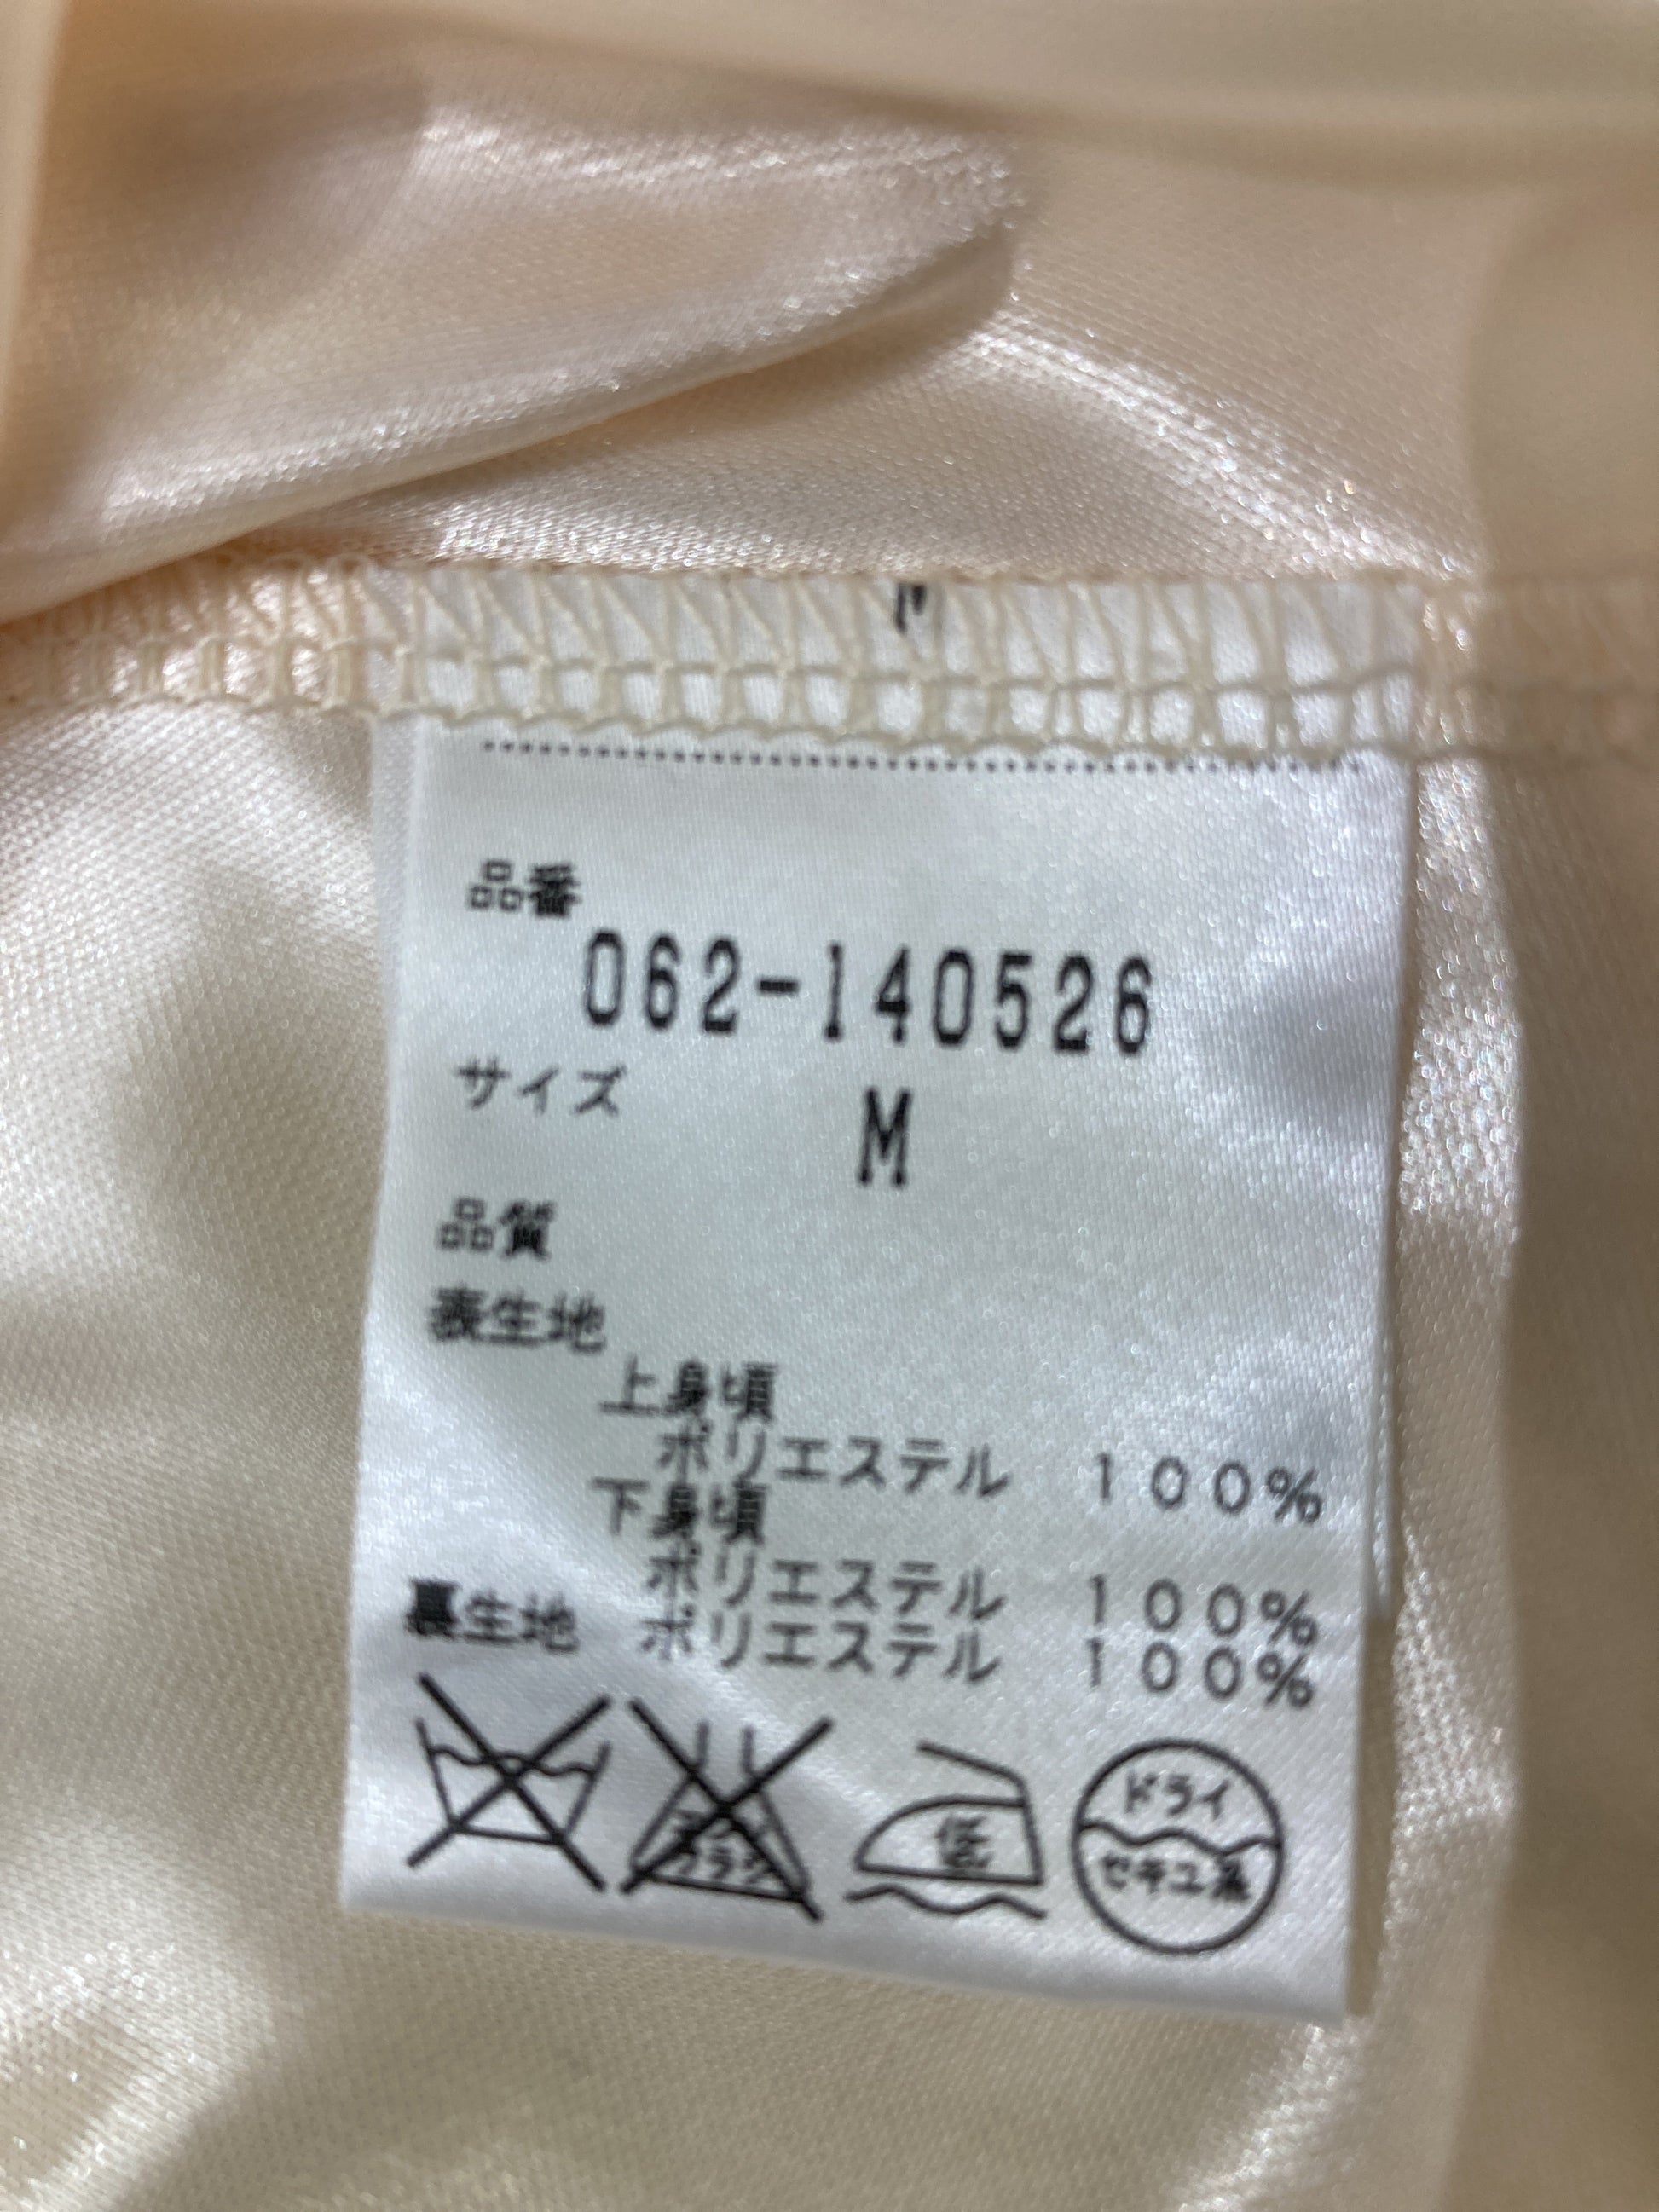 品番
062-140526
サイズ M
品質
表生地
上身頃
ポリエステル 100%
下身頃
ポリエステル 100%
裏生地 ポリエステル 100%
低
ドライ
セキユ系